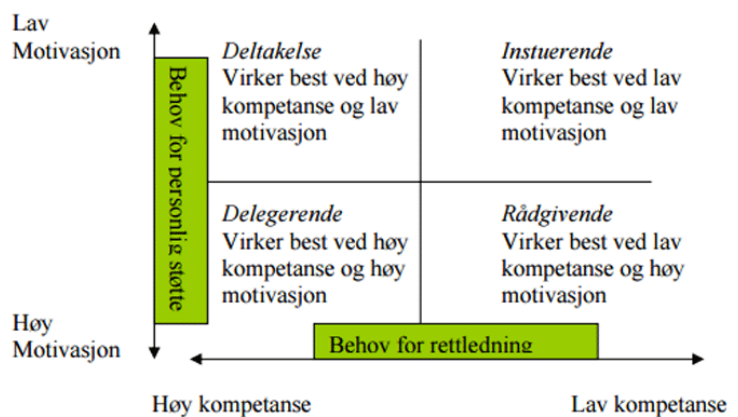 Lav
Motivasjon
Behov for personlig støtte
Deltakelse
Virker best ved høy
kompetanse og lav
motivasjon
Instuerende
Virker best ved lav
kompetanse og lav
motivasjon
Delegerende
Virker best ved høy
kompetanse og høy
motivasjon
Rådgivende
Virker best ved lav
kompetanse og høy
motivasjon
Høy
Motivasjon
Behov for rettledning
Høy kompetanse
Lav kompetanse